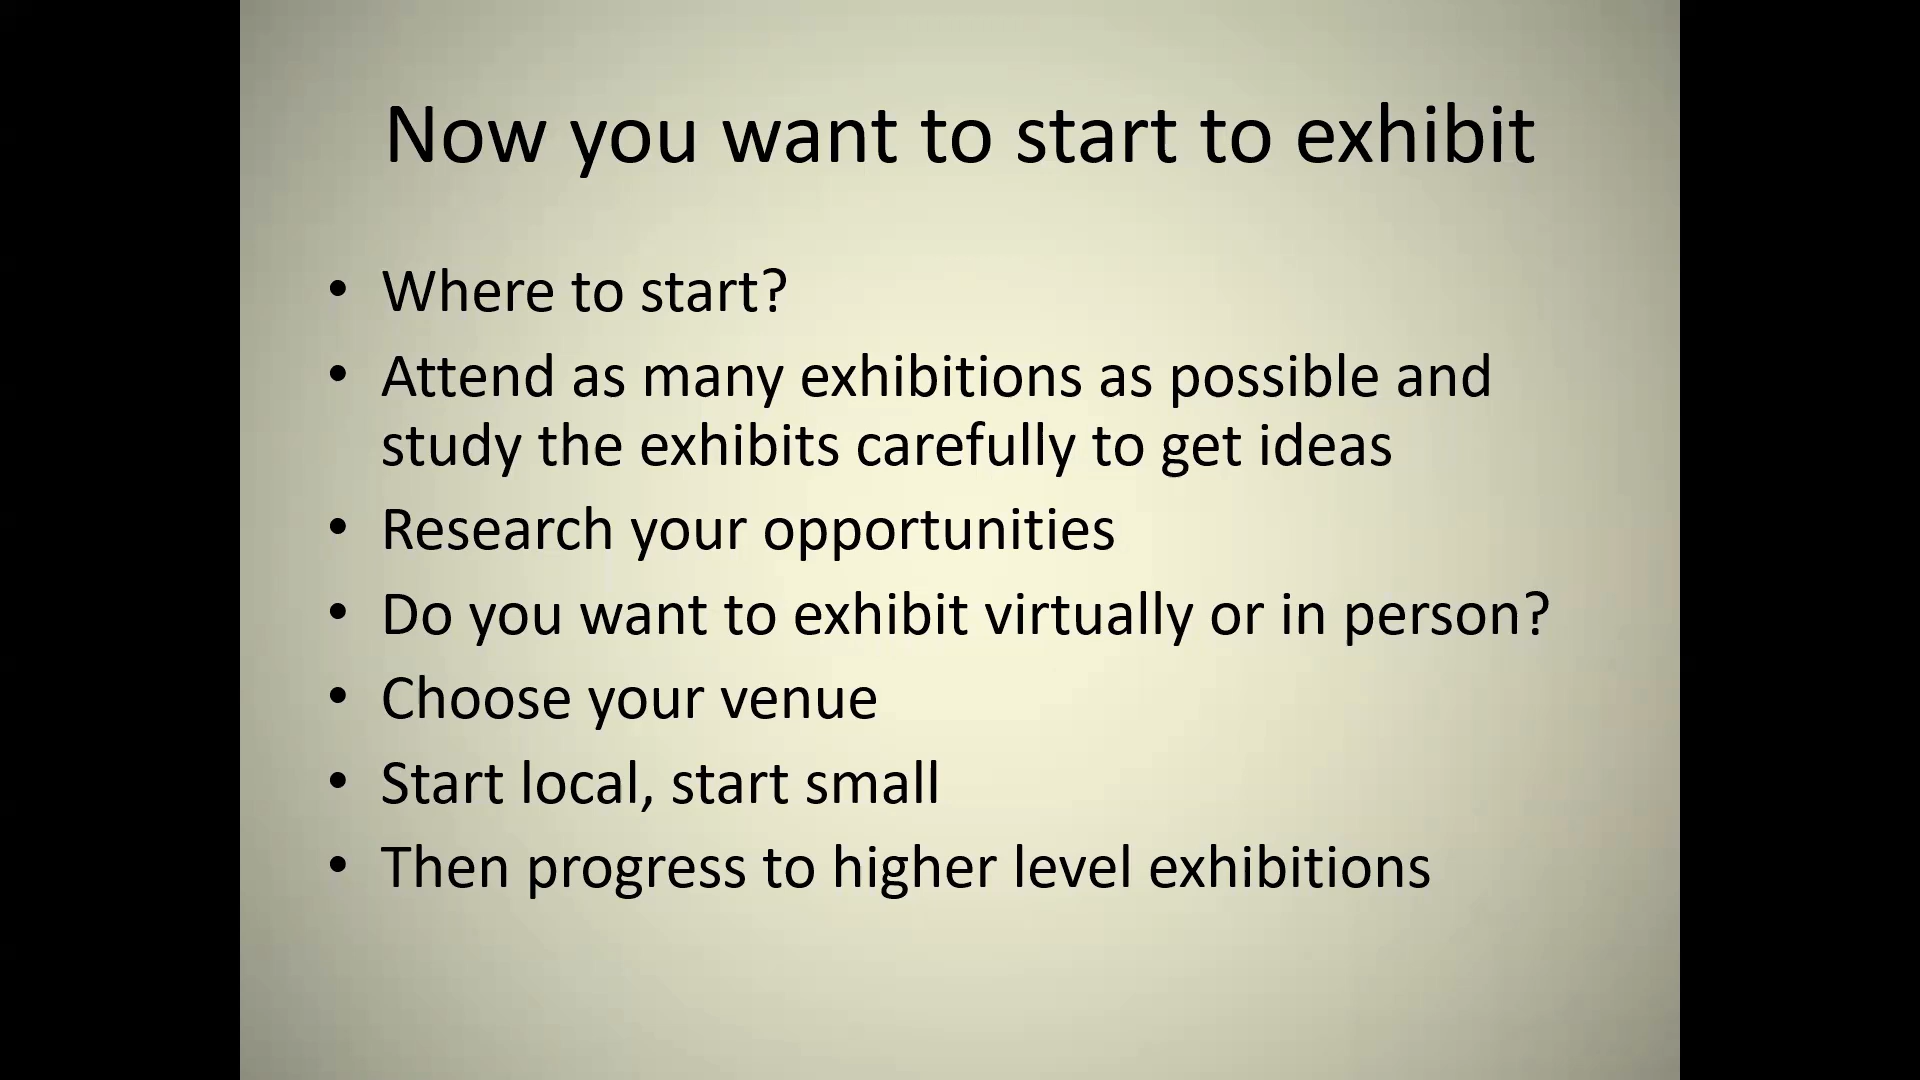 Now you want to start to exhibit
• Where to start?
• Attend as many exhibitions as possible and
study the exhibits carefully to get ideas
• Research your opportunities
• Do you want to exhibit virtually or in person?
• Choose your venue
• Start local, start small
• Then progress to higher level exhibitions